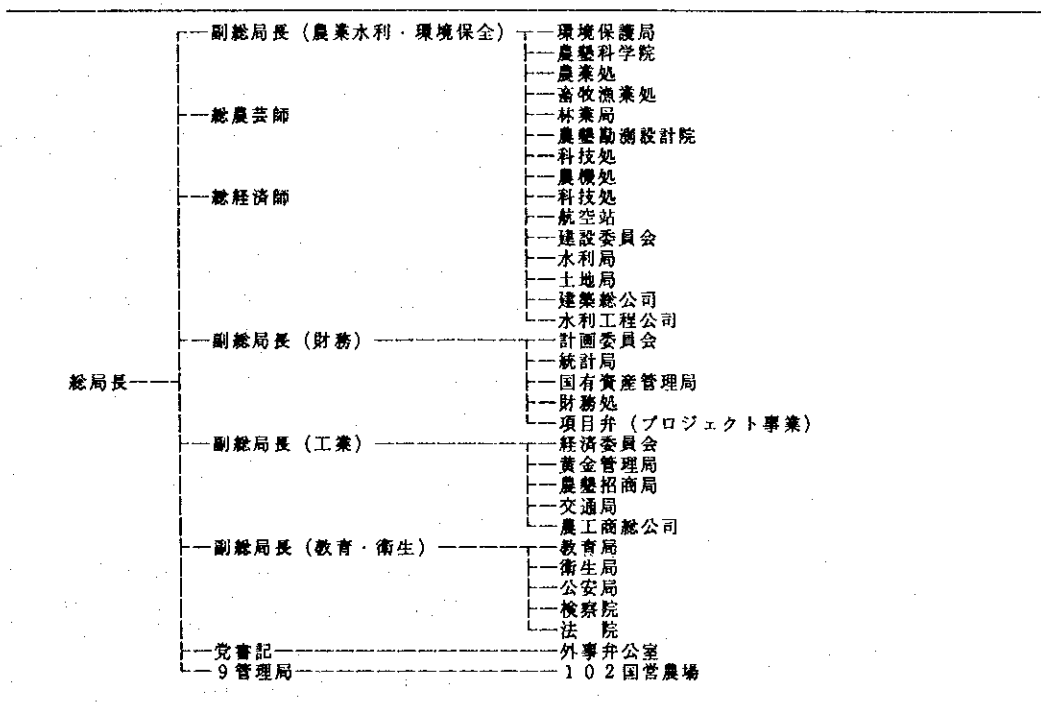 副総局長（農業水利・環境保全） 環境保護局
農墾科学院
農業処
畜牧漁業処
総農芸師 林業局
農墾勘測設計院
科技処
農機処
総経済師 科技処
航空站
建設委員会
水利局
土地局
建築総公司
水利工程公司
副総局長（財務） 計画委員会
統計局
総局長 国有資産管理局
財務処
項目弁（プロジェクト事業）
副総局長（工業） 経済委員会
黄金管理局
農墾招商局
交通局
農工商総公司
副総局長（教育・衛生） 教育局
衛生局
公安局
検察院
法　院
党書記 外事弁公室
９管理局 １０２国営農場